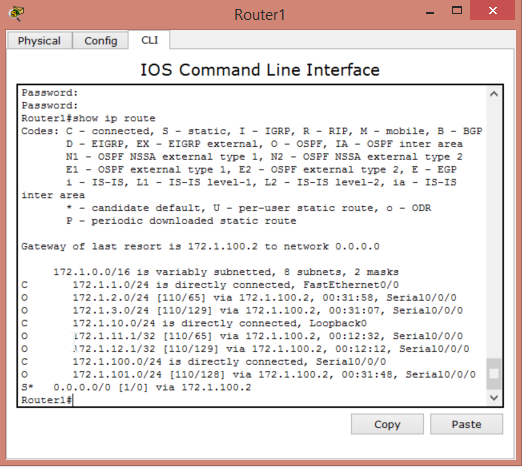 Router1
Physical Config CLI
IOS Command Line Interface
Password:
Password:
Router1#show ip route
Codes: C - connected, S - static, I - IGRP, R - RIP, M - mobile, B - BGP
D - EIGRP, EX - EIGRP external, O - OSPF, IA - OSPF inter area
N1 - OSPF NSSA external type 1, N2 - OSPF NSSA external type 2
E1 - OSPF external type 1, E2 - OSPF external type 2, E - EGP
i - IS-IS, L1 - IS-IS level-1, L2 - IS-IS level-2, ia - IS-IS
inter area
* - candidate default, U - per-user static route, o - ODR
P - periodic downloaded static route
Gateway of last resort is 172.1.100.2 to network 0.0.0.0
172.1.0.0/16 is variably subnetted, 8 subnets, 2 masks
C 172.1.1.0/24 is directly connected, FastEthernet0/0
O 172.1.2.0/24 [110/65] via 172.1.100.2, 00:31:58, Serial0/0/0
O 172.1.3.0/24 [110/129] via 172.1.100.2, 00:31:07, Serial0/0/0
C 172.1.10.0/24 is directly connected, Loopback0
O 172.1.11.1/32 [110/65] via 172.1.100.2, 00:12:32, Serial0/0/0
O 172.1.12.1/32 [110/129] via 172.1.100.2, 00:12:12, Serial0/0/0
C 172.1.100.0/24 is directly connected, Serial0/0/0
O 172.1.101.0/24 [110/128] via 172.1.100.2, 00:31:48, Serial0/0/0
S* 0.0.0.0/0 [1/0] via 172.1.100.2
Router1#
Copy Paste